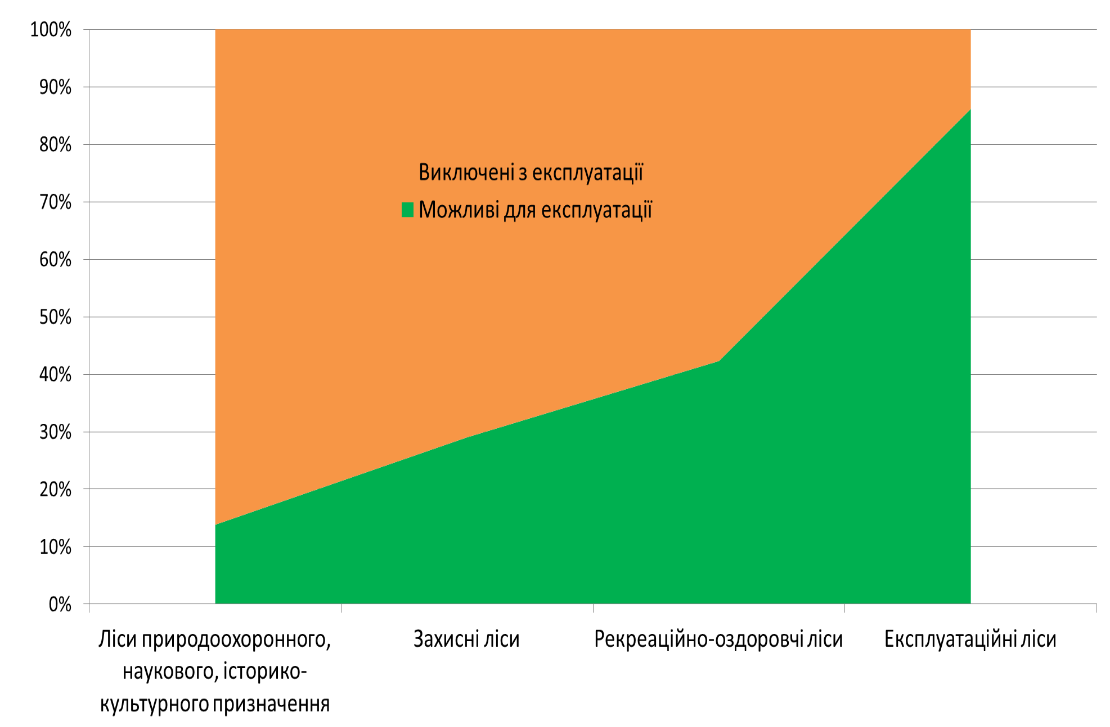 100%
90%
80%
70%
60%
50%
40%
30%
20%
10%
0%
Виключені з експлуатації
Можливі для експлуатації
Ліси природоохоронного,
наукового, історико-
культурного призначення
Захисні ліси
Рекреаційно-оздоровчі ліси
Експлуатаційні ліси